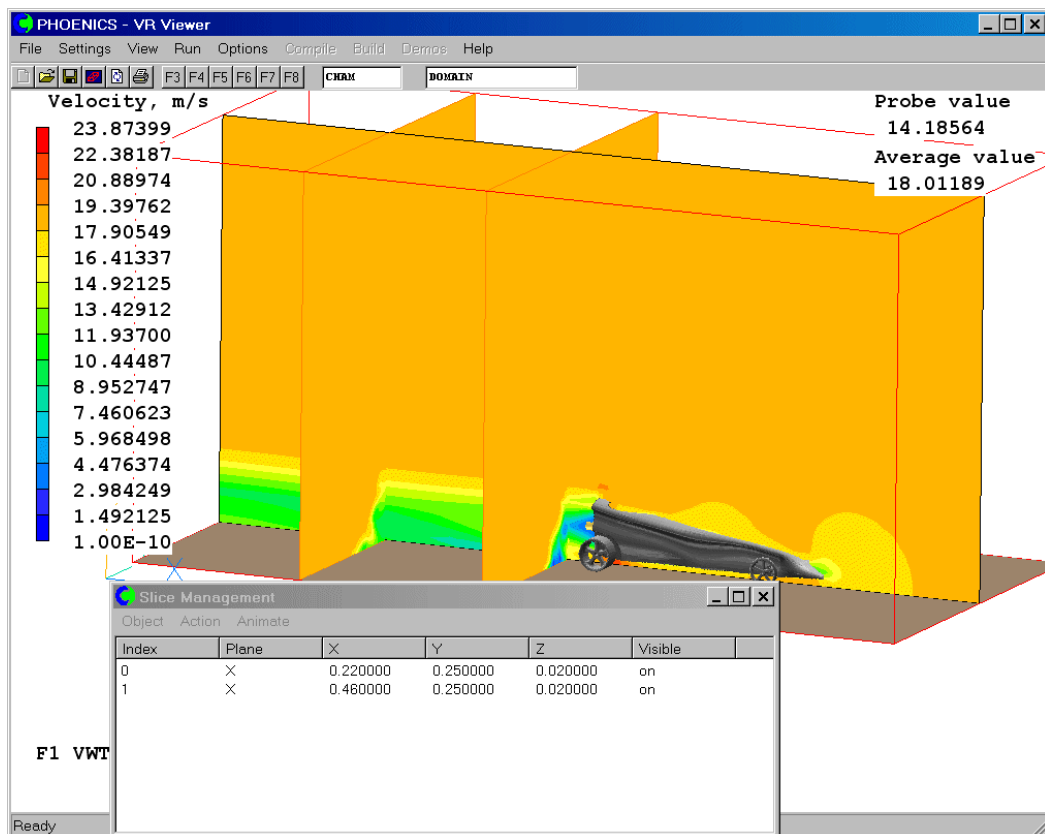 PHOENICS - VR Viewer
File Settings View Run Options Compile Build Demos Help
F3 F4 F5 F6 F7 F8 CHAM DOMAIN
Velocity, m/s
23.87399
22.38187
20.88974
19.39762
17.90549
16.41337
14.92125
13.42912
11.93700
10.44487
8.952747
7.460623
5.968498
4.476374
2.984249
1.492125
1.00E-10
Probe value
14.18564
Average value
18.01189
Slice Management
Object Action Animate
Index Plane X Y Z Visible
0 X 0.220000 0.250000 0.020000 on
1 X 0.460000 0.250000 0.020000 on
F1 VWT
Ready